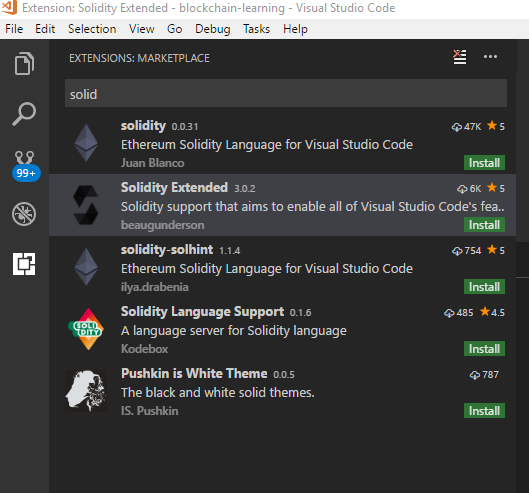 Extension: Solidity Extended - blockchain-learning - Visual Studio Code
File Edit Selection View Go Debug Tasks Help
EXTENSIONS: MARKETPLACE
solid
solidity 0.0.31 47K 5
Ethereum Solidity Language for Visual Studio Code
Juan Blanco Install
99+
Solidity Extended 3.0.2 6K 5
Solidity support that aims to enable all of Visual Studio Code's fea..
beaugunderson Install
solidity-solhint 1.1.4 754 5
Ethereum Solidity Language for Visual Studio Code
ilya.drabenia Install
SOLI
DITY
Solidity Language Support 0.1.6 485 4.5
A language server for Solidity language
Kodebox Install
Pushkin is White Theme 0.0.5 787
The black and white solid themes.
IS. Pushkin Install